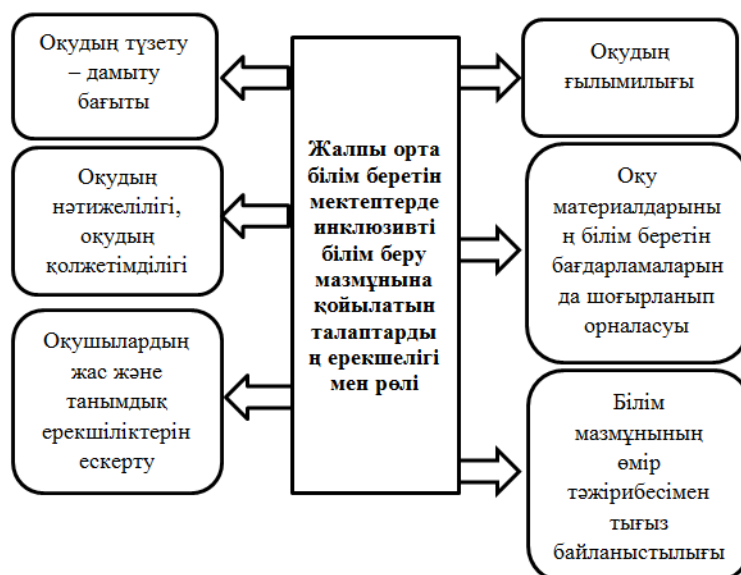 Оқудың түзету
– дамыту
бағыты
Оқудың
нәтижелілігі,
оқудың
қолжетімділігі
Оқушылардың
жас және
танымдық
ерекшіліктерін
ескерту
Жалпы орта
білім беретін
мектептерде
инклюзивті
білім беру
мазмұнына
қойылатын
талаптарды
ң ерекшелігі
мен рөлі
Оқудың
ғылымилығы
Оқу
материалдарыны
ң білім беретін
бағдарламаларын
да шоғырланып
орналасуы
Білім
мазмұнының
өмір
тәжірибесімен
тығыз
байланыстылығы